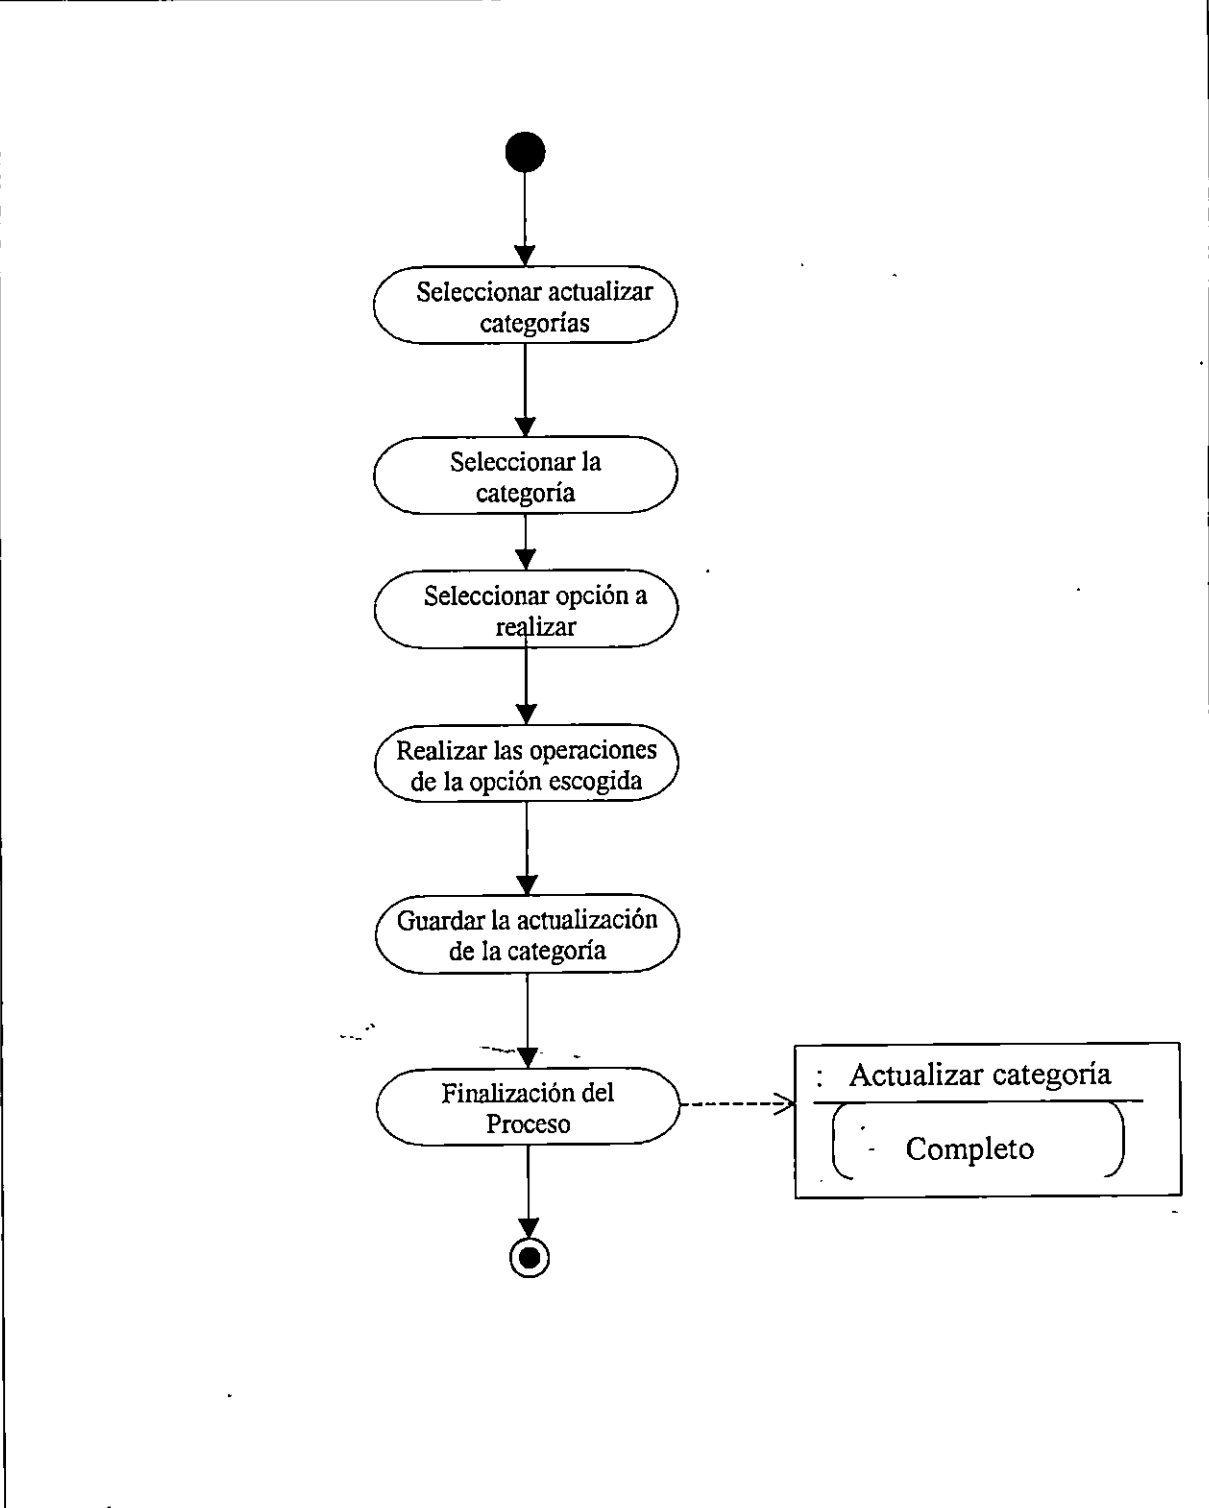 Seleccionar actualizar
categorías
Seleccionar la
categoría
Seleccionar opción a
realizar
Realizar las operaciones
de la opción escogida
Guardar la actualización
de la categoría
Finalización del
Proceso
: Actualizar categoría
Completo